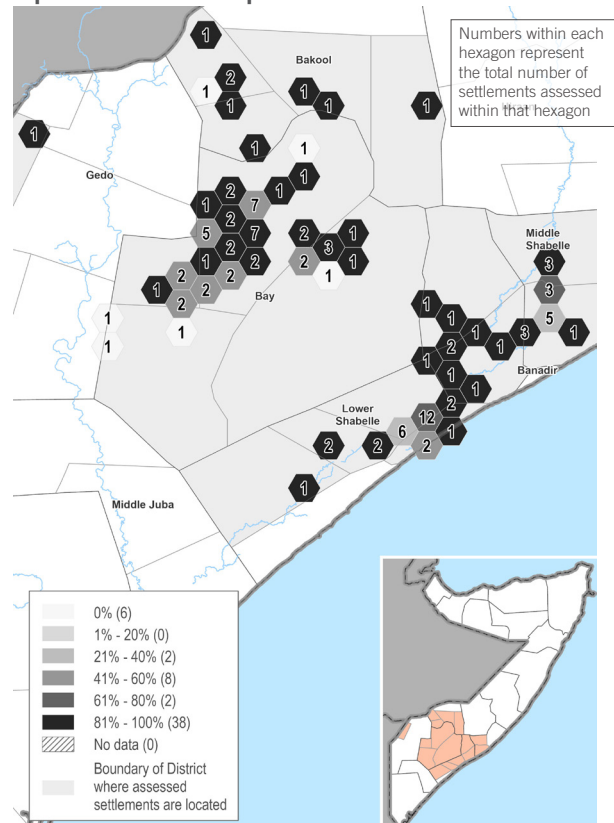 Numbers within each
hexagon represent
the total number of
settlements assessed
within that hexagon
1
Bakool
2
1
1
1
1
1
1
1
1
Gedo
1
2
1
1
7
2
5
7
2
1
2
3
1
2
1
2
2
2
2
1
2
1
Bay
1
1
1
1
Middle
Shabelle
3
3
5
1
3
1
1
1
1
2
1
1
1
2
Banadir
Lower
Shabelle
12
6
1
2
2
2
1
Middle Juba
0% (6)
1% - 20% (0)
21% - 40% (2)
41% - 60% (8)
61% - 80% (2)
81% - 100% (38)
No data (0)
Boundary of District
where assessed
settlements are located